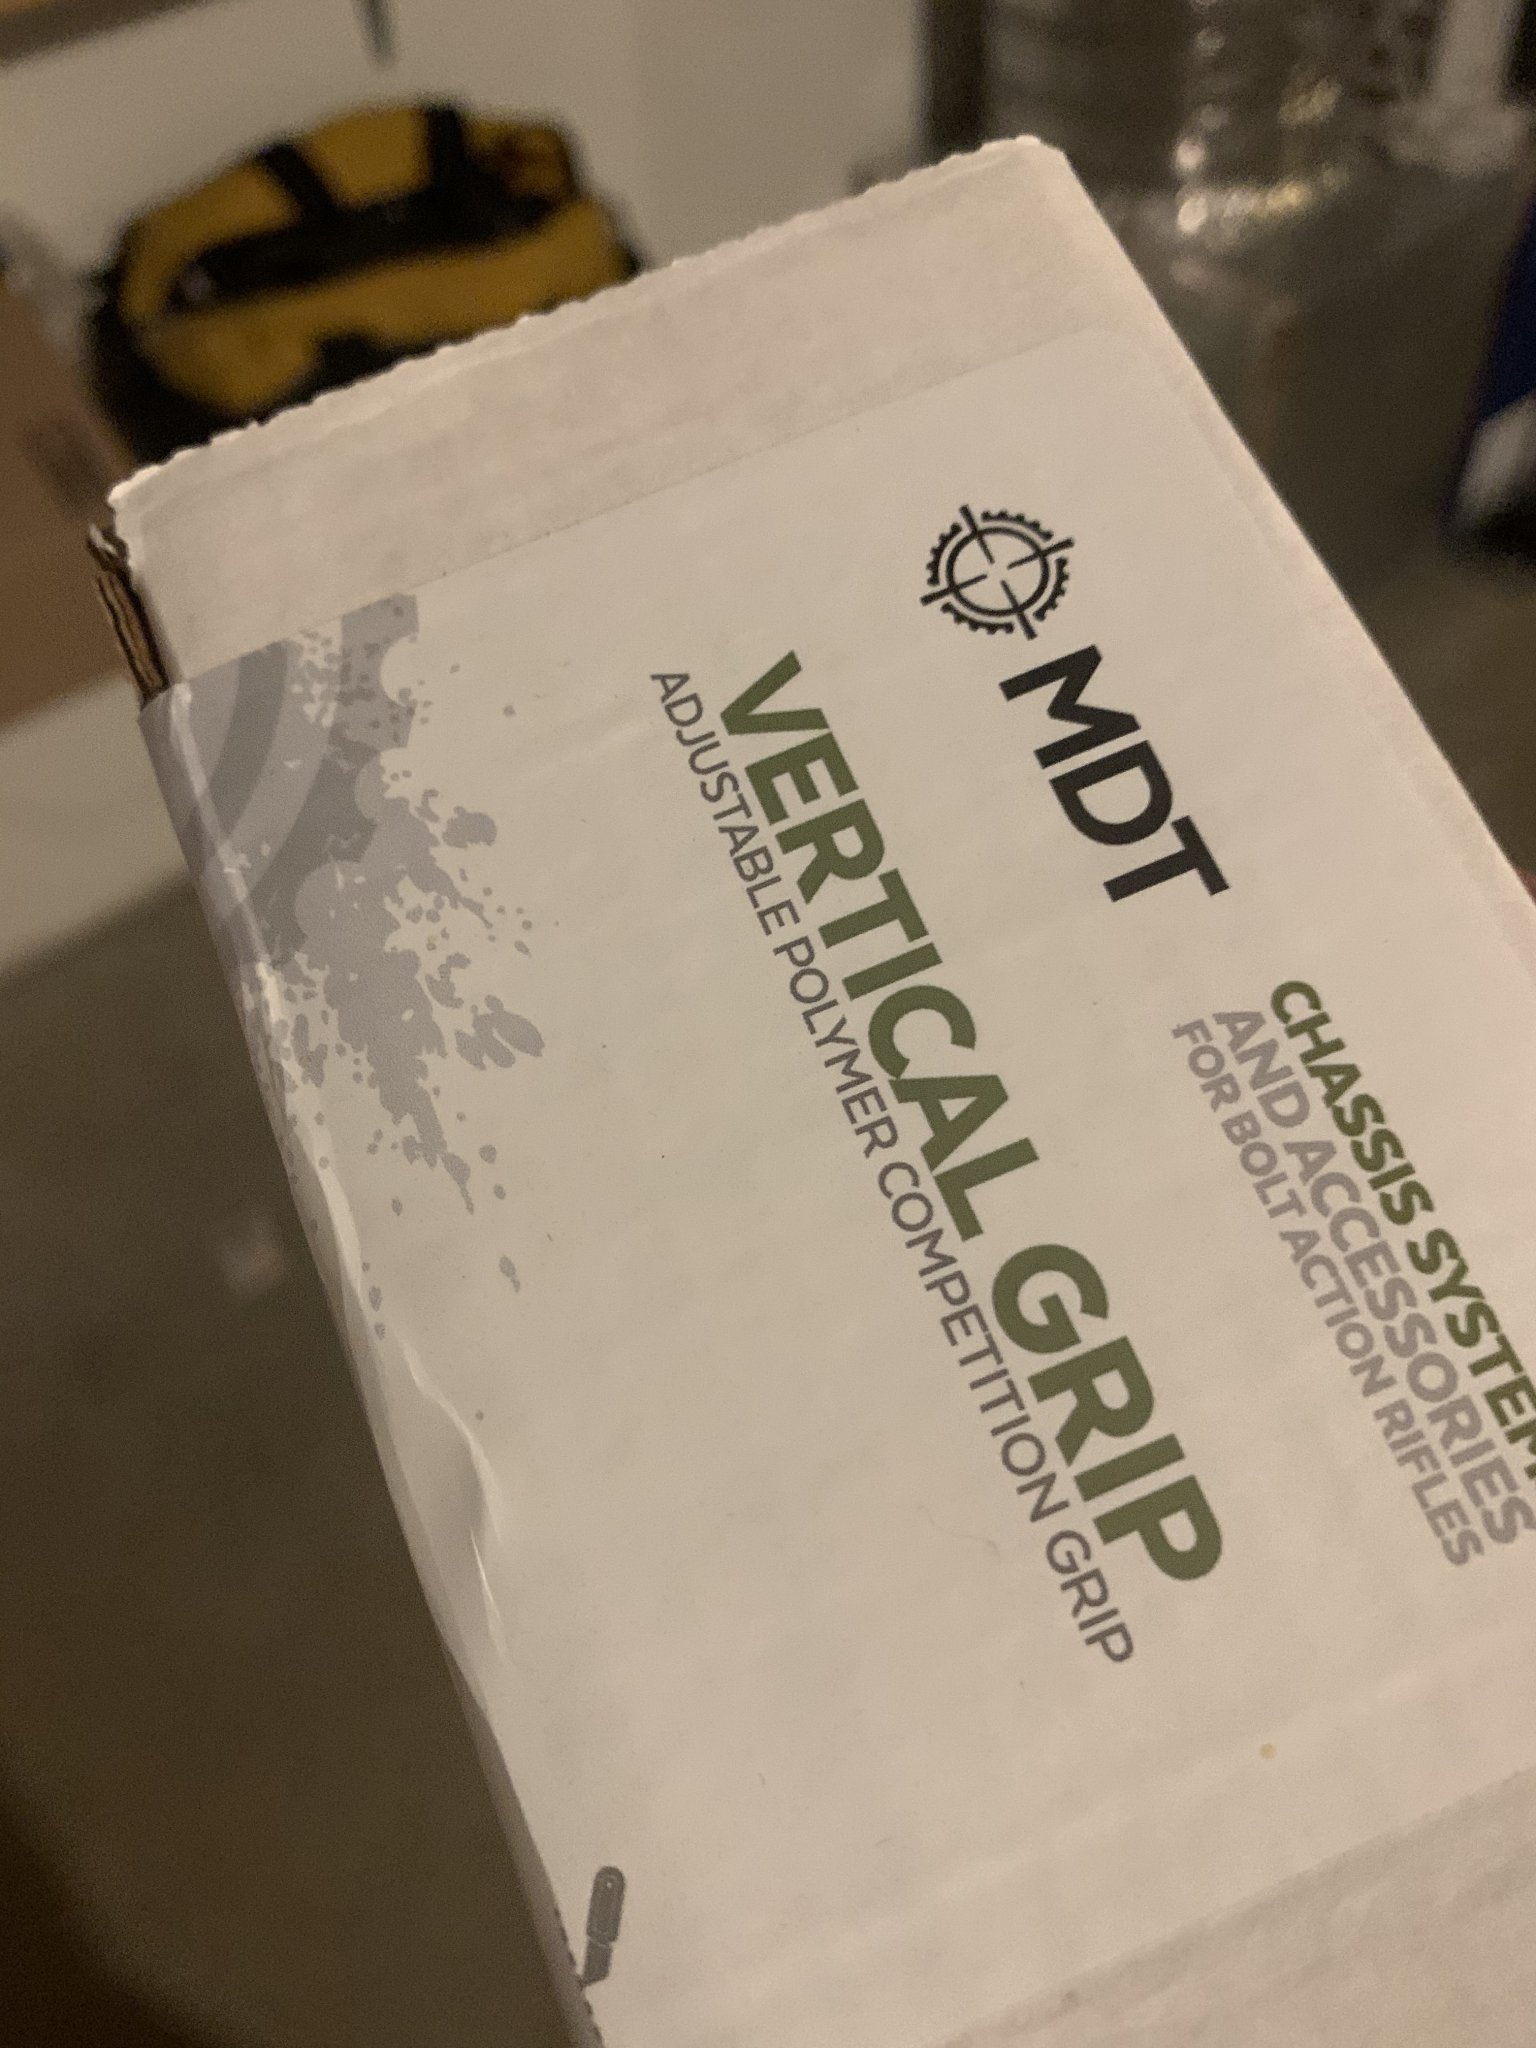 MDT
CHASSIS SYSTEM
AND ACCESSORIES
FOR BOLT ACTION RIFLES
VERTICAL GRIP
ADJUSTABLE POLYMER COMPETITION GRIP